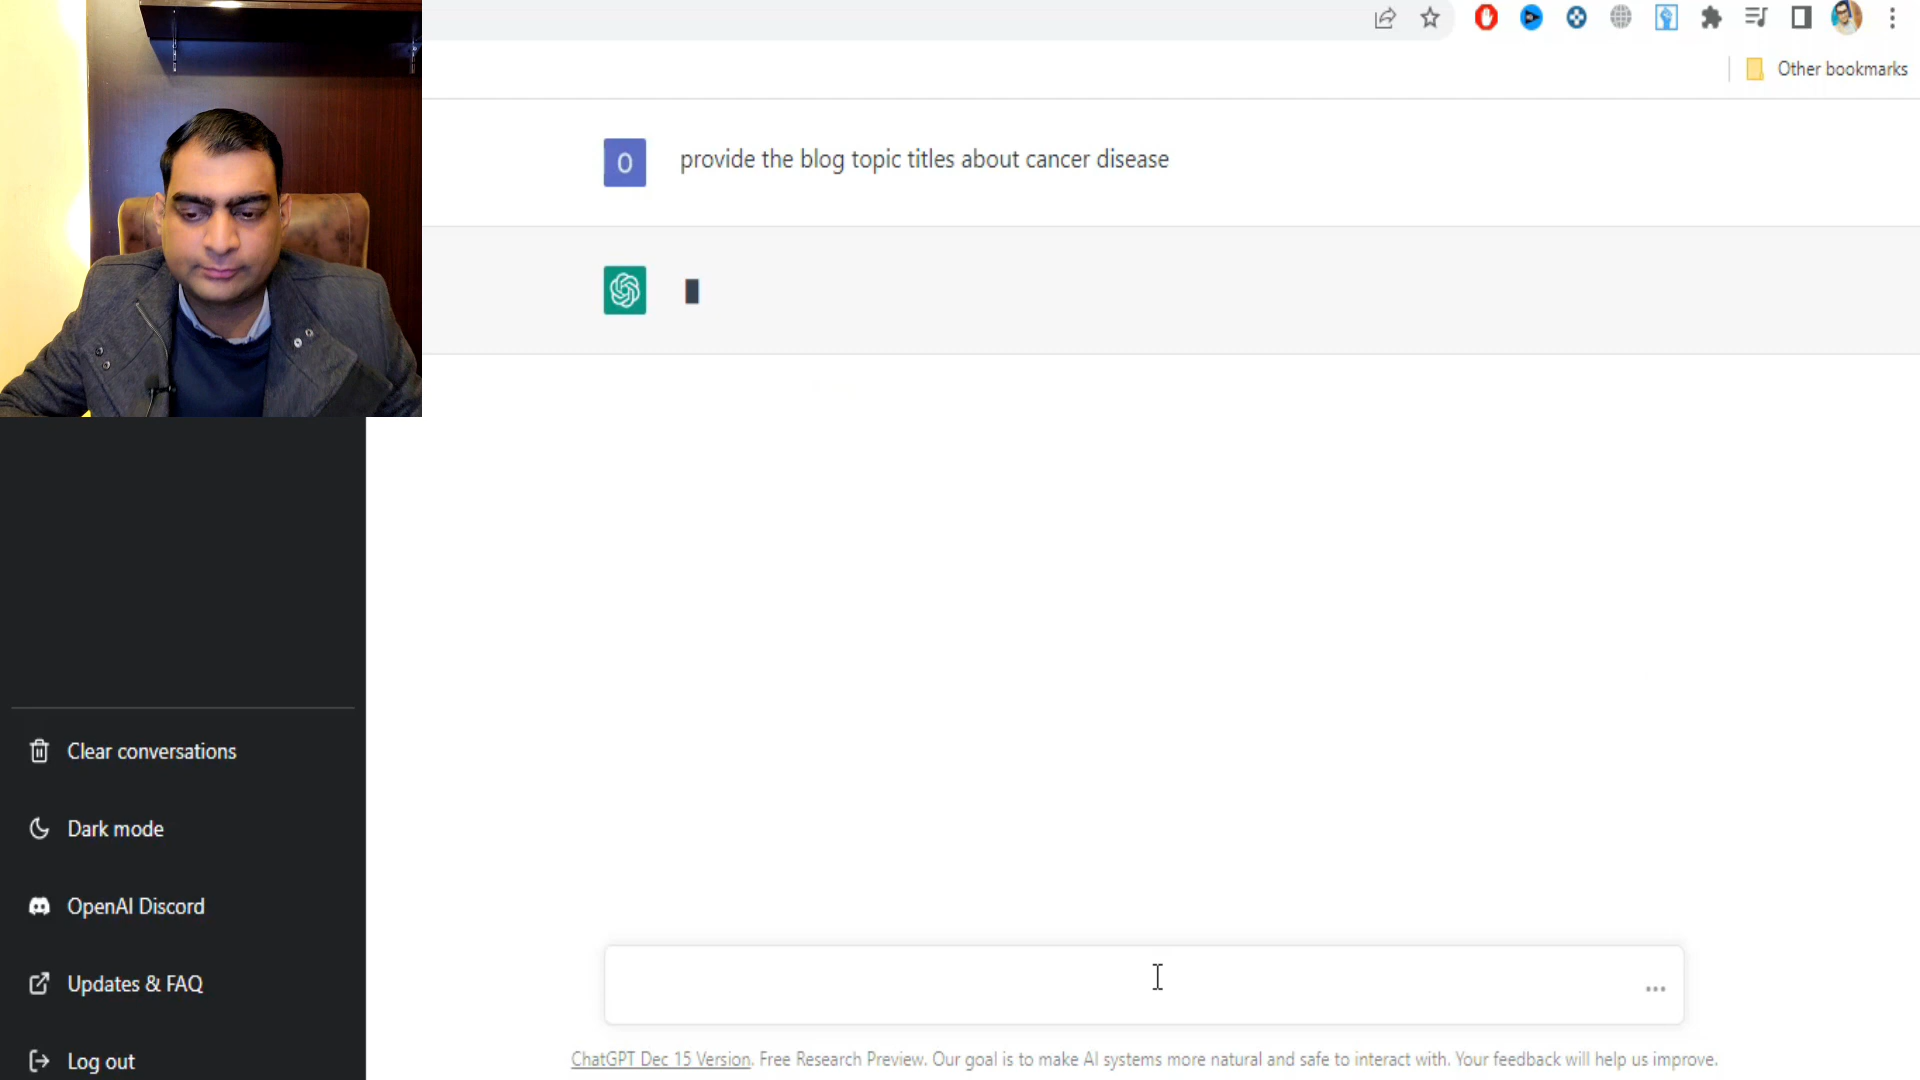 Other bookmarks
O
provide the blog topic titles about cancer disease
Clear conversations
Dark mode
OpenAI Discord
Updates & FAQ
Log out
ChatGPT Dec 15 Version. Free Research Preview. Our goal is to make AI systems more natural and safe to interact with. Your feedback will help us improve.